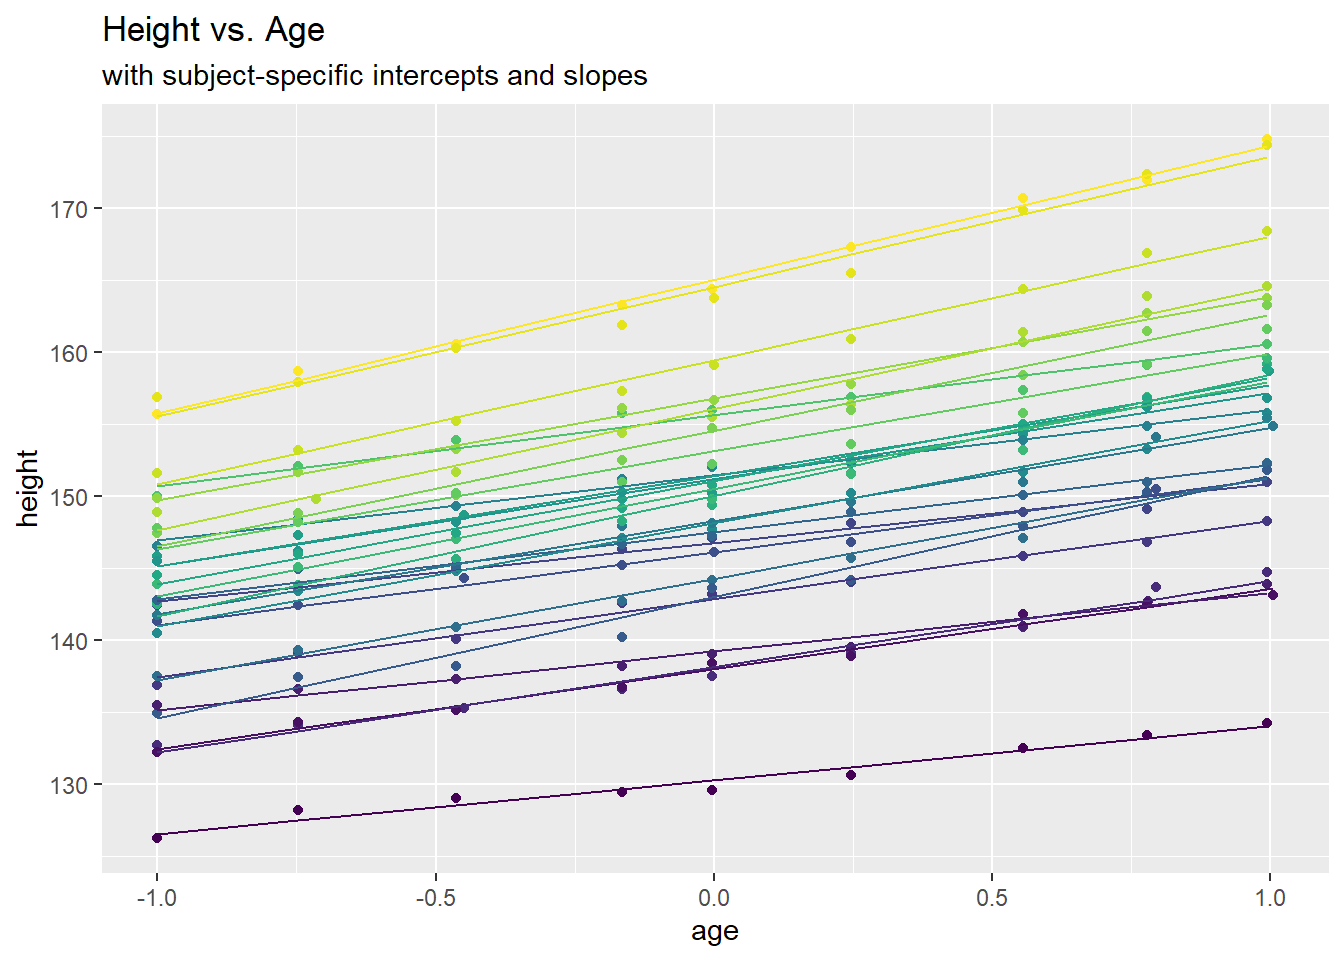 Height vs. Age
with subject-specific intercepts and slopes
height
170
160
150
140
130
-1.0 -0.5 0.0 0.5 1.0
age